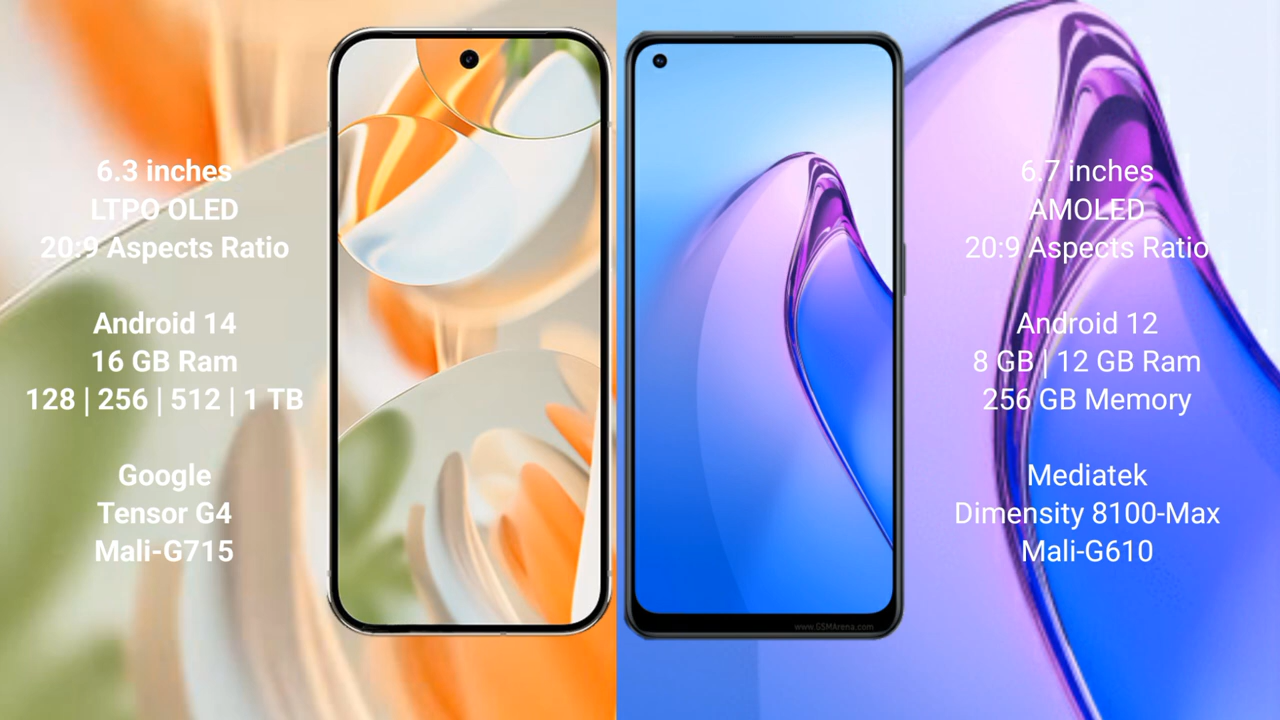 6.3 inches
LTPO OLED
20:9 Aspects Ratio
Android 14
16 GB Ram
128 | 256 | 512 | 1 TB
Google
Tensor G4
Mali-G715
www.GSMArena.com
6.7 inches
AMOLED
20:9 Aspects Ratio
Android 12
8 GB | 12 GB Ram
256 GB Memory
Mediatek
Dimensity 8100-Max
Mali-G610